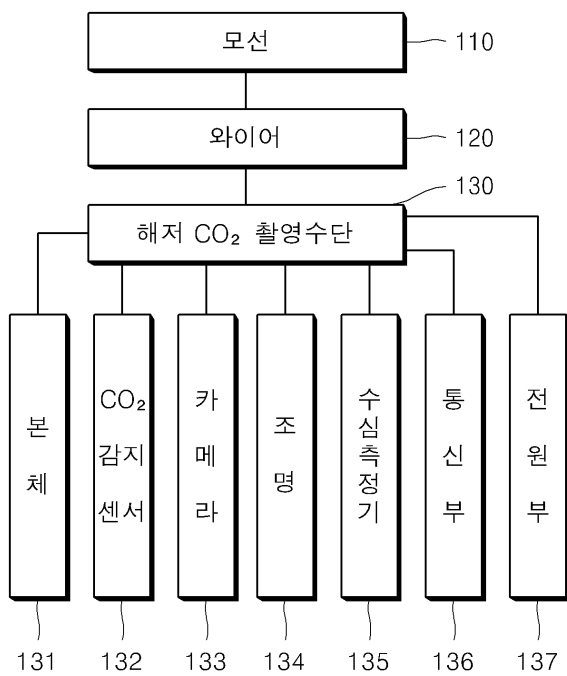 모선
110
와이어
120
130
해저 CO₂ 촬영수단
본체
CO₂ 감지 센서
카메라
조명
수심측정기
통신부
전원부
131 132 133 134 135 136 137